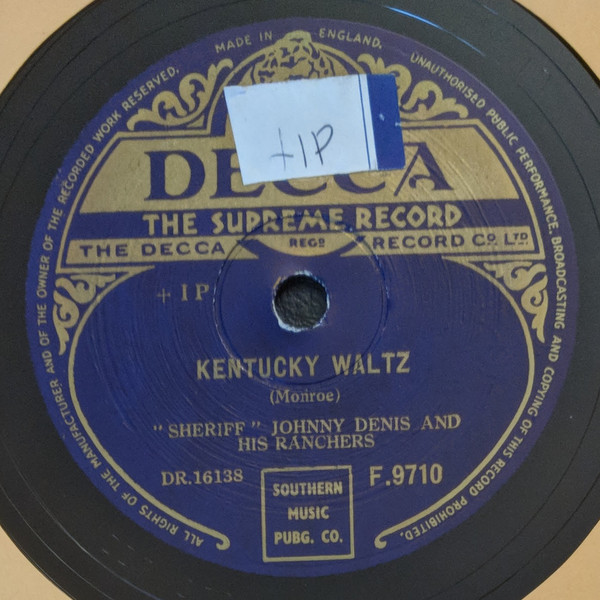 MADE IN ENGLAND.
ALL RIGHTS OF THE MANUFACTURER AND OF THE OWNER OF THE RECORDED WORK RESERVED.
UNAUTHORISED PUBLIC PERFORMANCE, BROADCASTING AND COPYING OF THIS RECORD PROHIBITED.
+1P
DECCA
THE SUPREME RECORD
THE DECCA REGD RECORD CO. LTD.
+ 1 P
KENTUCKY WALTZ
(Monroe)
"SHERIFF" JOHNNY DENIS AND
HIS RANCHERS
DR.16138
F.9710
SOUTHERN
MUSIC
PUBG. CO.